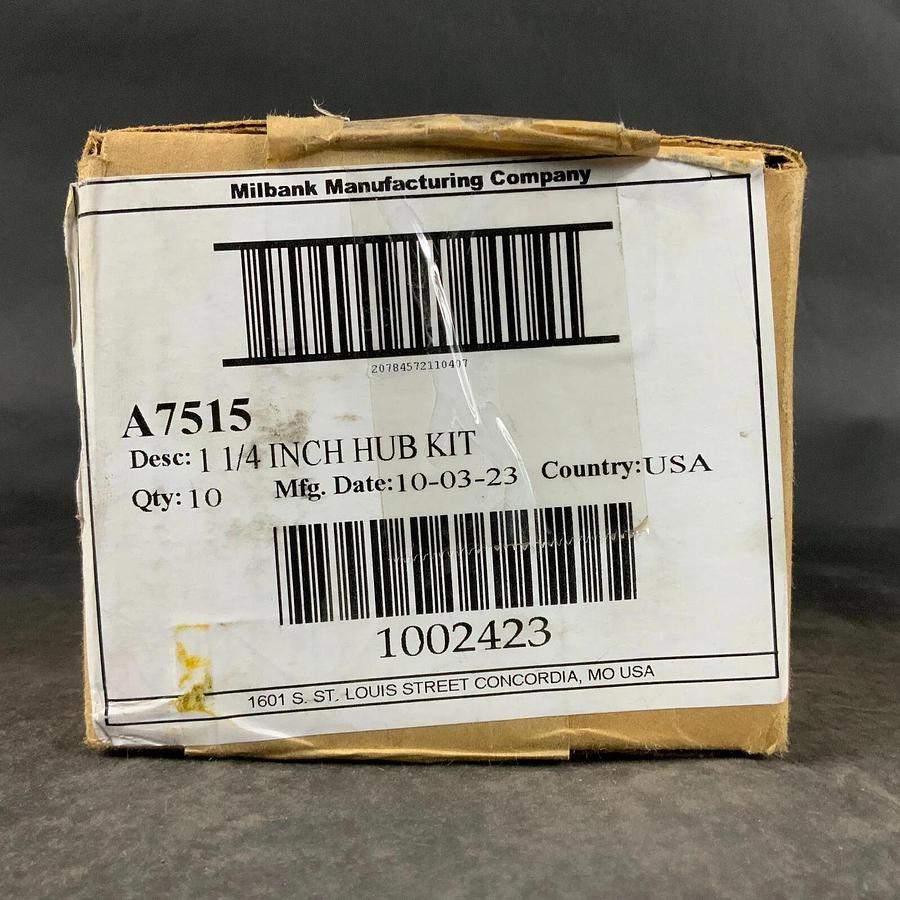 Milbank Manufacturing Company
20784572110407
A7515
Desc: 1 1/4 INCH HUB KIT
Qty: 10 Mfg. Date: 10-03-23 Country: USA
1002423
1601 S. ST. LOUIS STREET CONCORDIA, MO USA